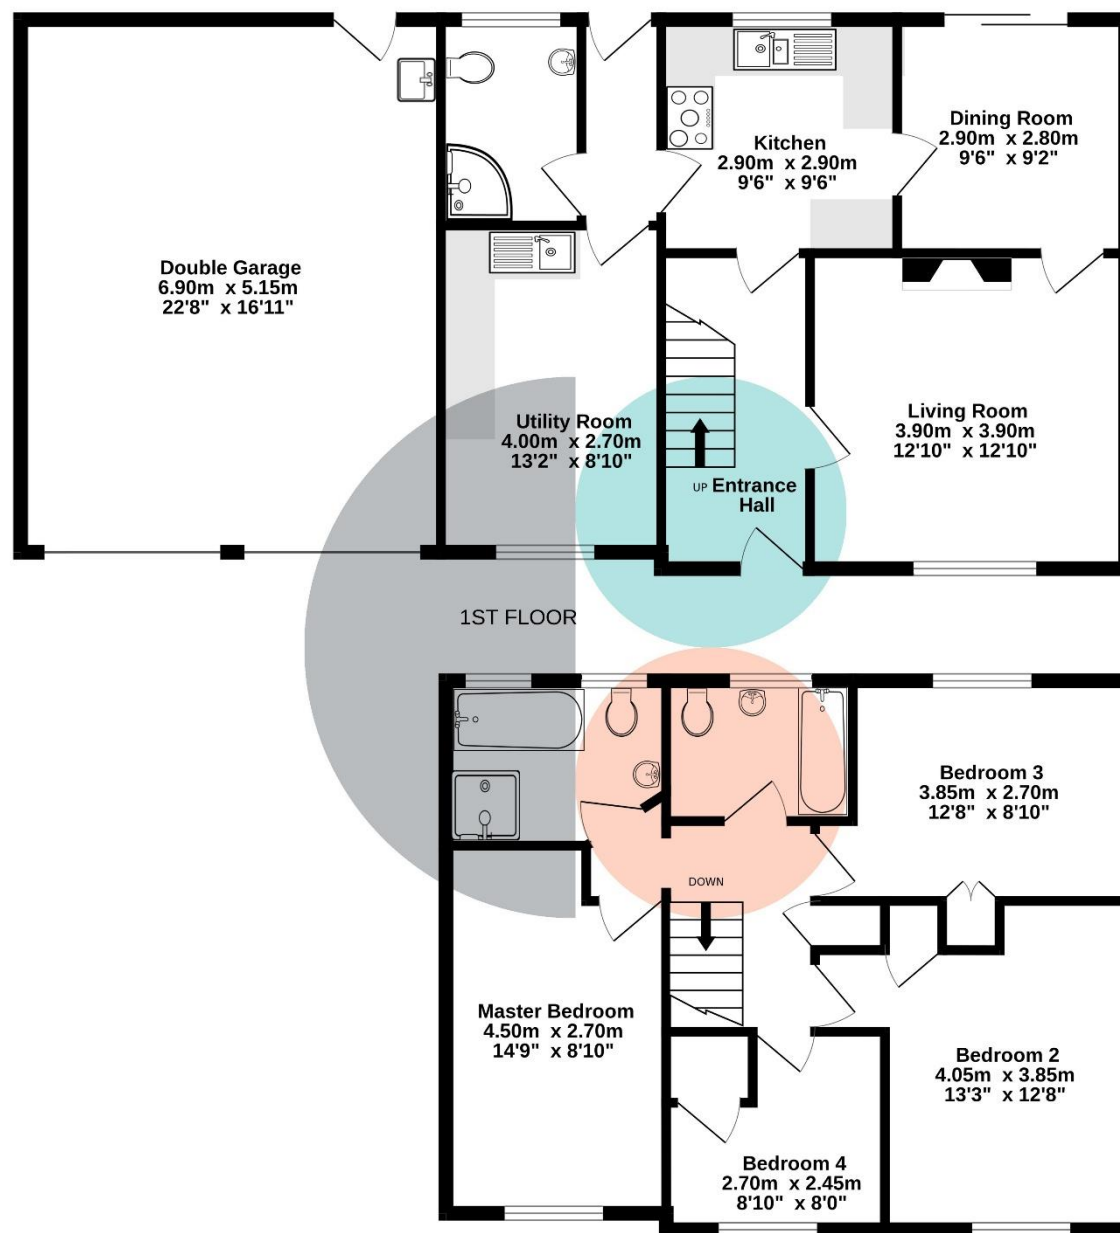 Double Garage
6.90m x 5.15m
22'8" x 16'11"
Kitchen
2.90m x 2.90m
9'6" x 9'6"
Dining Room
2.90m x 2.80m
9'6" x 9'2"
Utility Room
4.00m x 2.70m
13'2" x 8'10"
UP
Entrance
Hall
Living Room
3.90m x 3.90m
12'10" x 12'10"
1ST FLOOR
Bedroom 3
3.85m x 2.70m
12'8" x 8'10"
DOWN
Master Bedroom
4.50m x 2.70m
14'9" x 8'10"
Bedroom 2
4.05m x 3.85m
13'3" x 12'8"
Bedroom 4
2.70m x 2.45m
8'10" x 8'0"